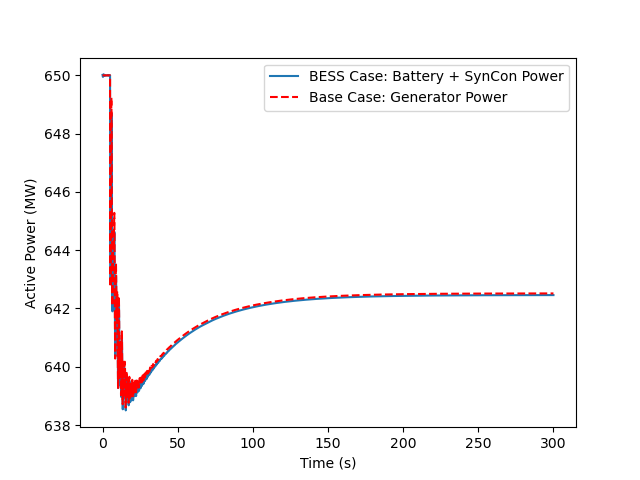 BESS Case: Battery + SynCon Power
Base Case: Generator Power
Active Power (MW)
650
648
646
644
642
640
638
0 50 100 150 200 250 300
Time (s)